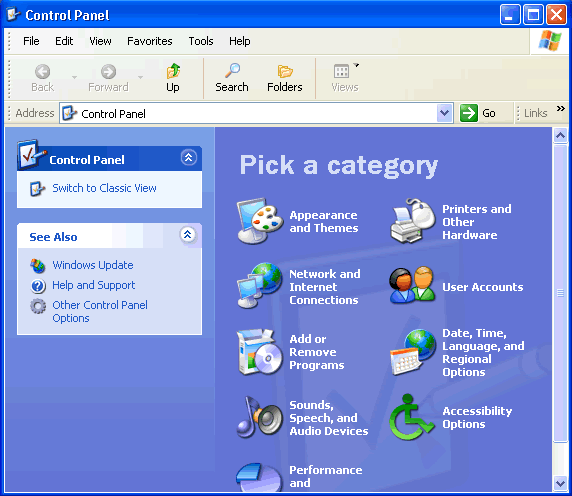 Control Panel
File Edit View Favorites Tools Help
Back Forward Up Search Folders Views
Address Control Panel Go Links »
Control Panel
Switch to Classic View
See Also
Windows Update
Help and Support
Other Control Panel
Options
Pick a category
Appearance
and Themes
Printers and
Other
Hardware
Network and
Internet
Connections
User Accounts
Add or
Remove
Programs
Date, Time,
Language, and
Regional
Options
Sounds,
Speech, and
Audio Devices
Accessibility
Options
Performance
and